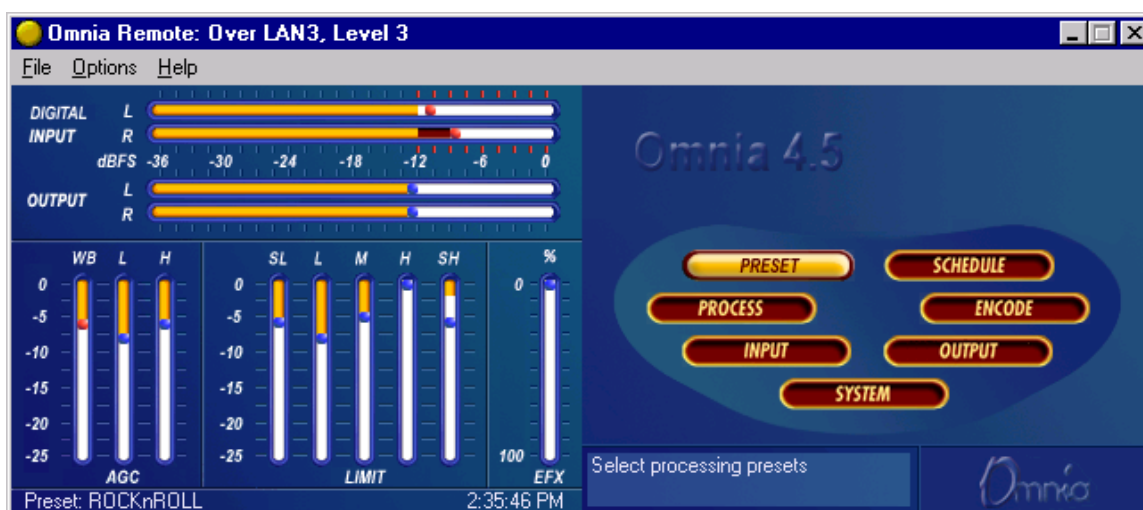 Omnia Remote: Over LAN3, Level 3
File Options Help
DIGITAL L
INPUT R
dBFS -36 -30 -24 -18 -12 -6 0
OUTPUT L
R
WB L H
0
-5
-10
-15
-20
-25
AGC
SL L M H SH
0
-5
-10
-15
-20
-25
LIMIT
%
0
100
EFX
Preset: ROCKnROLL 2:35:46 PM
Omnia 4.5
PRESET SCHEDULE
PROCESS ENCODE
INPUT OUTPUT
SYSTEM
Select processing presets
Omnia